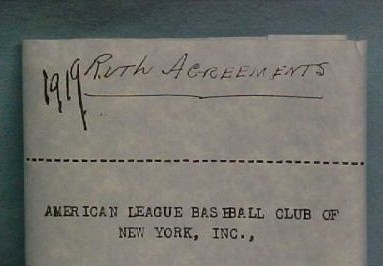 1919 RUTH AGREEMENTS
AMERICAN LEAGUE BASEBALL CLUB OF
NEW YORK, INC.,